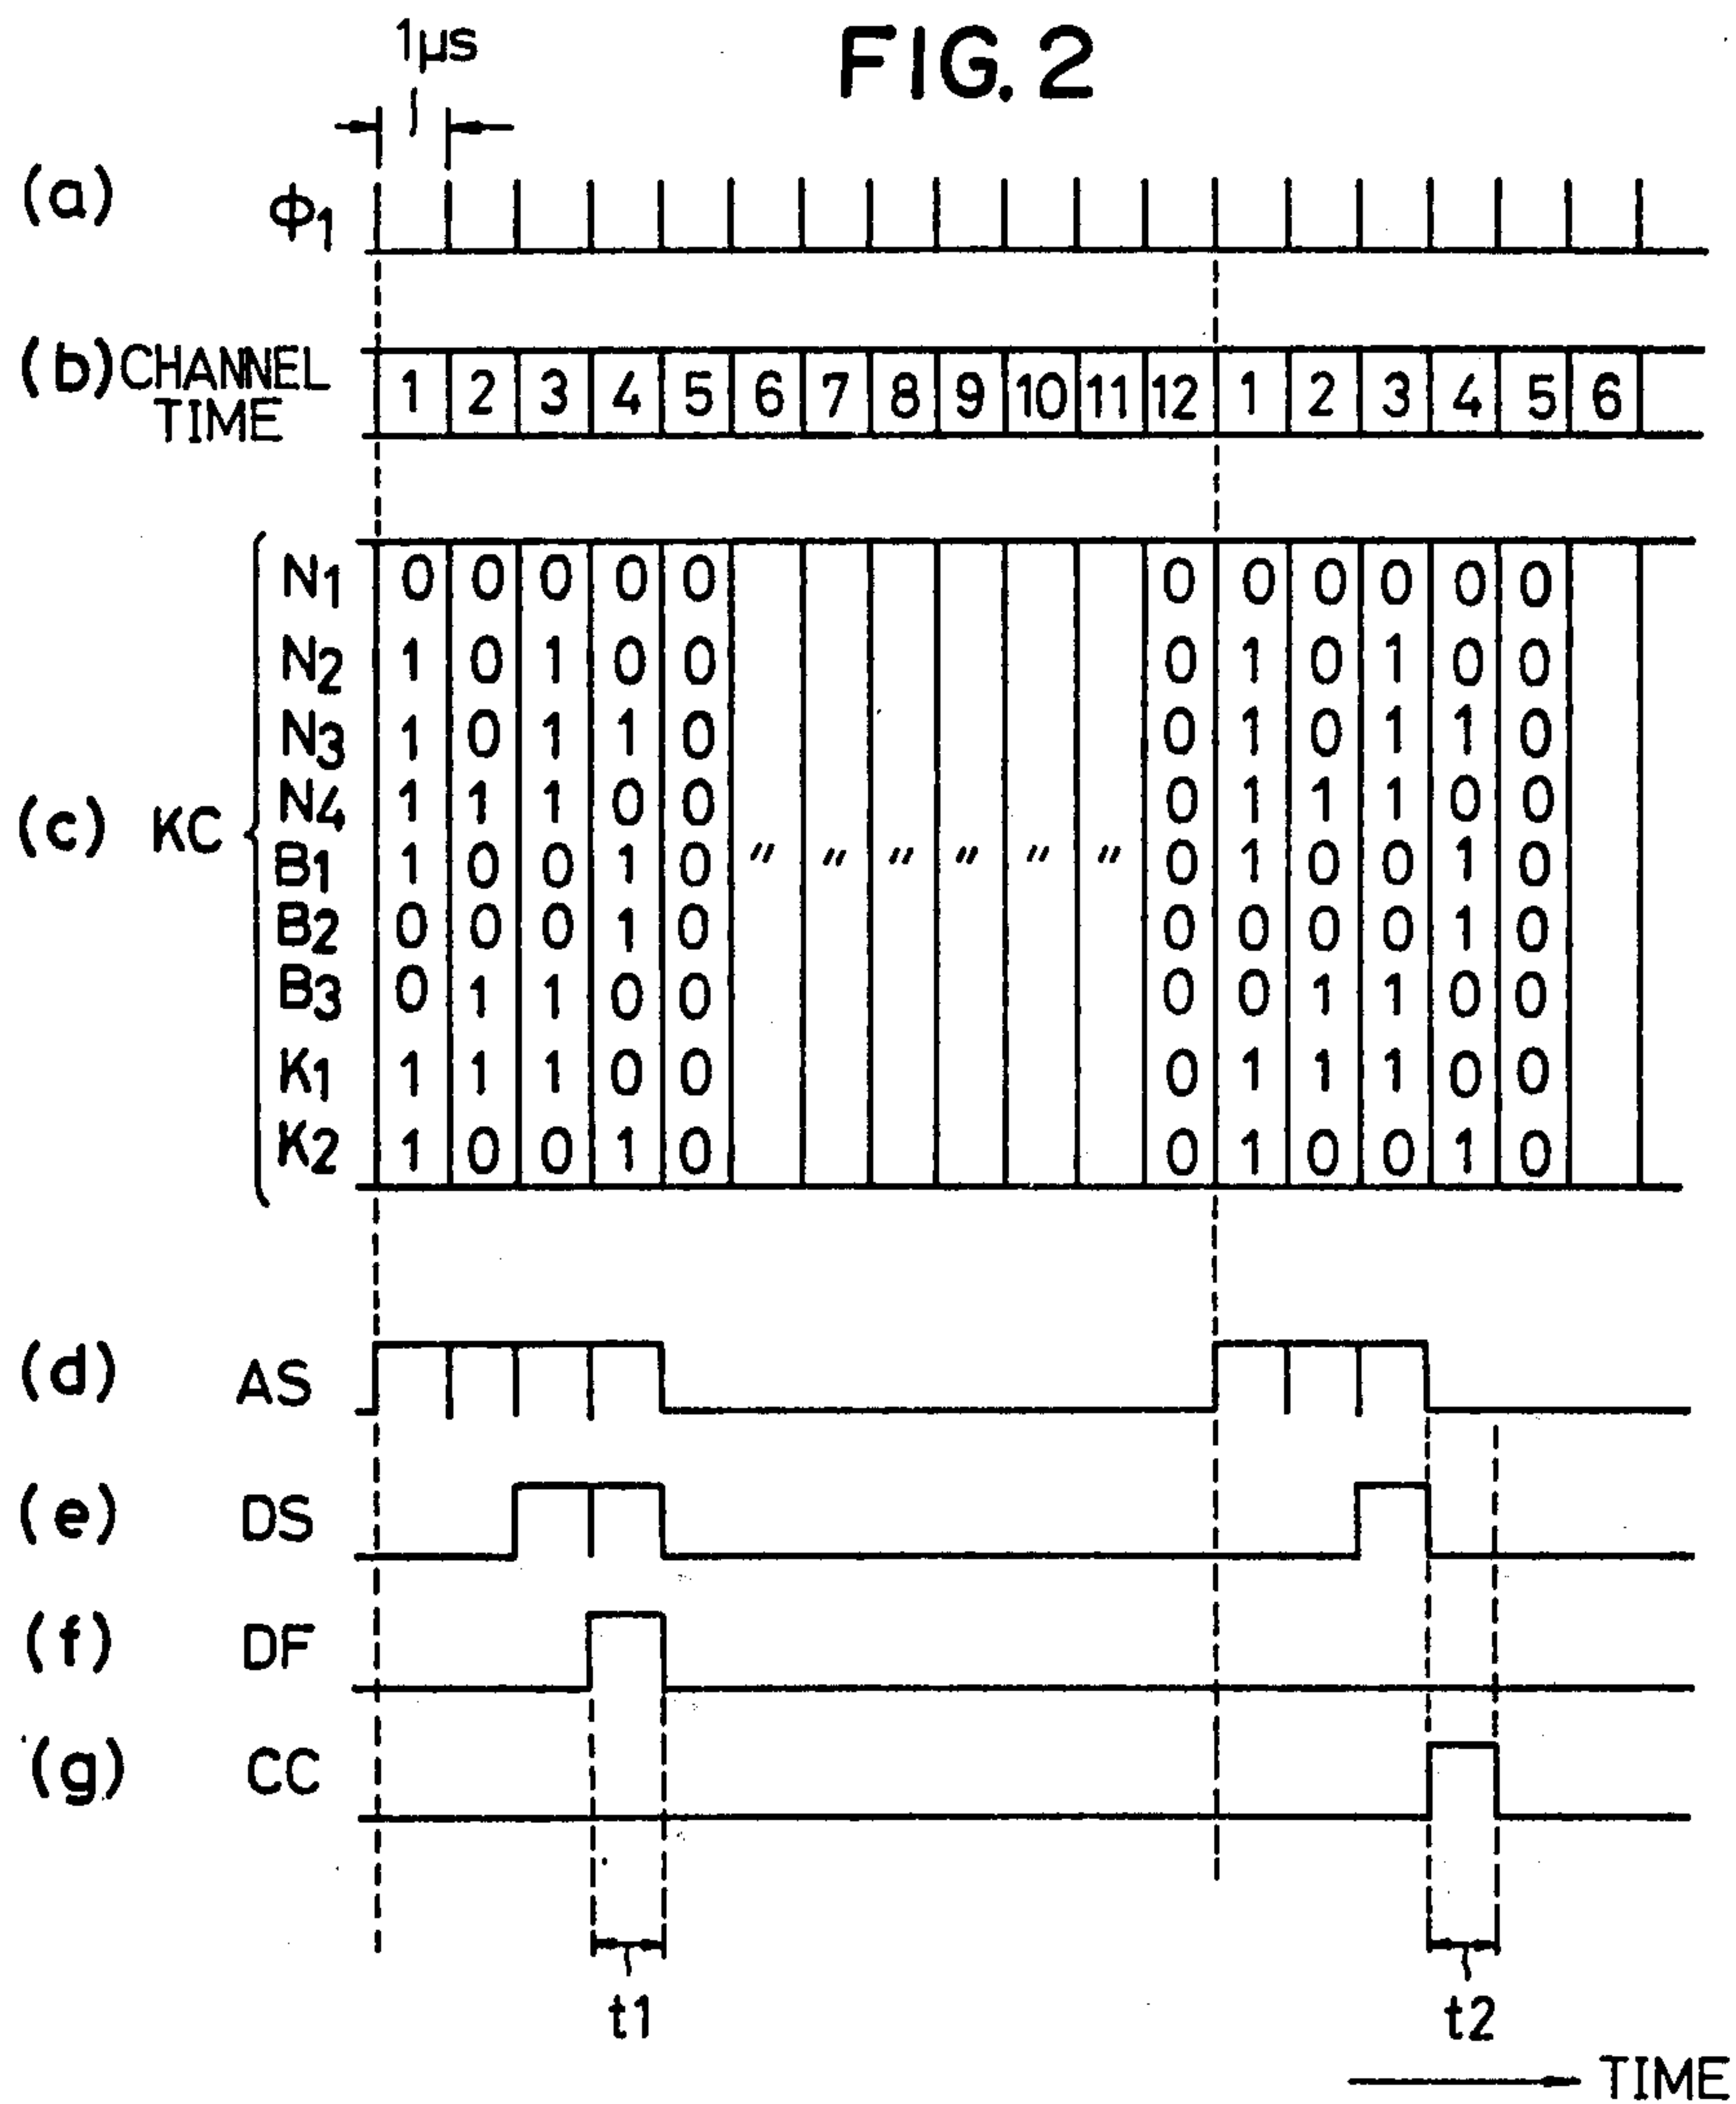 1μs
FIG. 2
(a) φ1
(b) CHANNEL TIME 1 2 3 4 5 6 7 8 9 10 11 12 1 2 3 4 5 6
(c) KC
N1 0 0 0 0 0 0 0 0 0 0 0
N2 1 0 1 0 0 0 1 0 1 0 0
N3 1 0 1 1 0 0 1 0 1 1 0
N4 1 1 1 0 0 0 1 1 1 0 0
B1 1 0 0 1 0 〃 〃 〃 〃 〃 〃 0 1 0 0 1 0
B2 0 0 0 1 0 0 0 0 0 1 0
B3 0 1 1 0 0 0 0 1 1 0 0
K1 1 1 1 0 0 0 1 1 1 0 0
K2 1 0 0 1 0 0 1 0 0 1 0
(d) AS
(e) DS
(f) DF
(g) CC
t1 t2
TIME